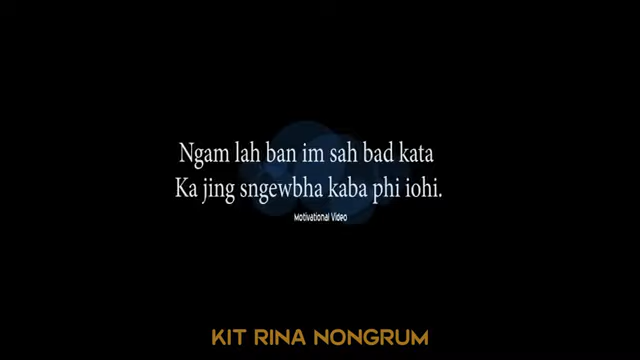 Ngam lah ban im sah bad kata
Ka jing sngewbha kaba phi iohi.
Motivational Video
KIT RINA NONGRUM